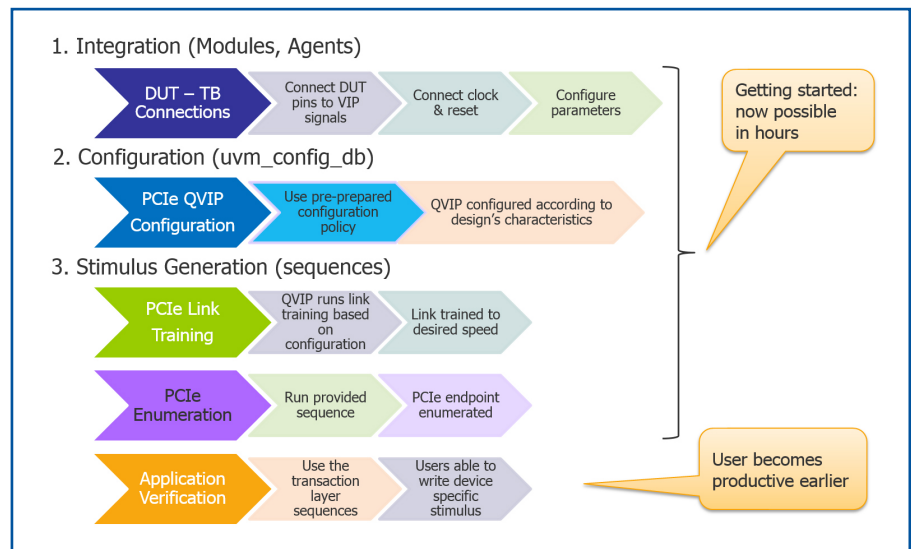 1. Integration (Modules, Agents)
DUT – TB
Connections
Connect DUT
pins to VIP
signals
Connect clock
& reset
Configure
parameters
Getting started:
now possible
in hours
2. Configuration (uvm_config_db)
PCIe QVIP
Configuration
Use pre-prepared
configuration
policy
QVIP configured according to
design's characteristics
3. Stimulus Generation (sequences)
PCIe Link
Training
QVIP runs link
training based
on
configuration
Link trained to
desired speed
PCIe
Enumeration
Run provided
sequence
PCIe endpoint
enumerated
Application
Verification
Use the
transaction
layer
sequences
Users able to
write device
specific
stimulus
User becomes
productive earlier